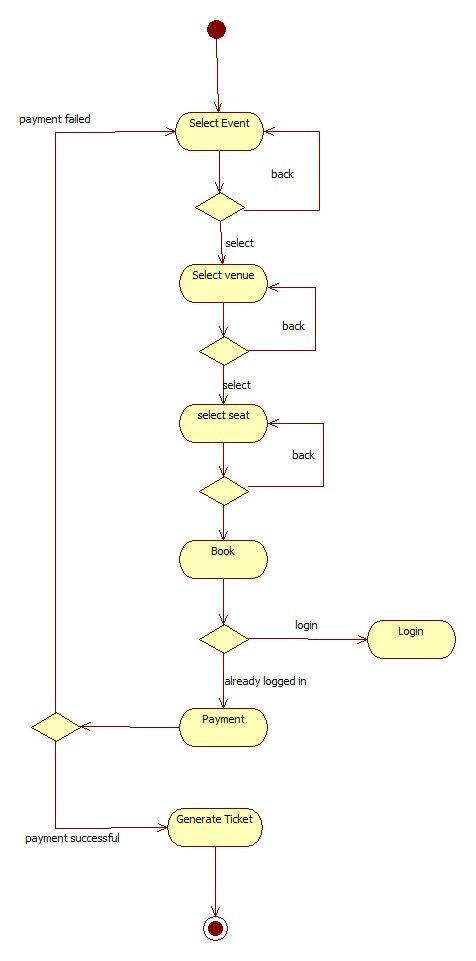 payment failed
Select Event
back
select
Select venue
back
select
select seat
back
Book
login
Login
already logged in
Payment
Generate Ticket
payment successful